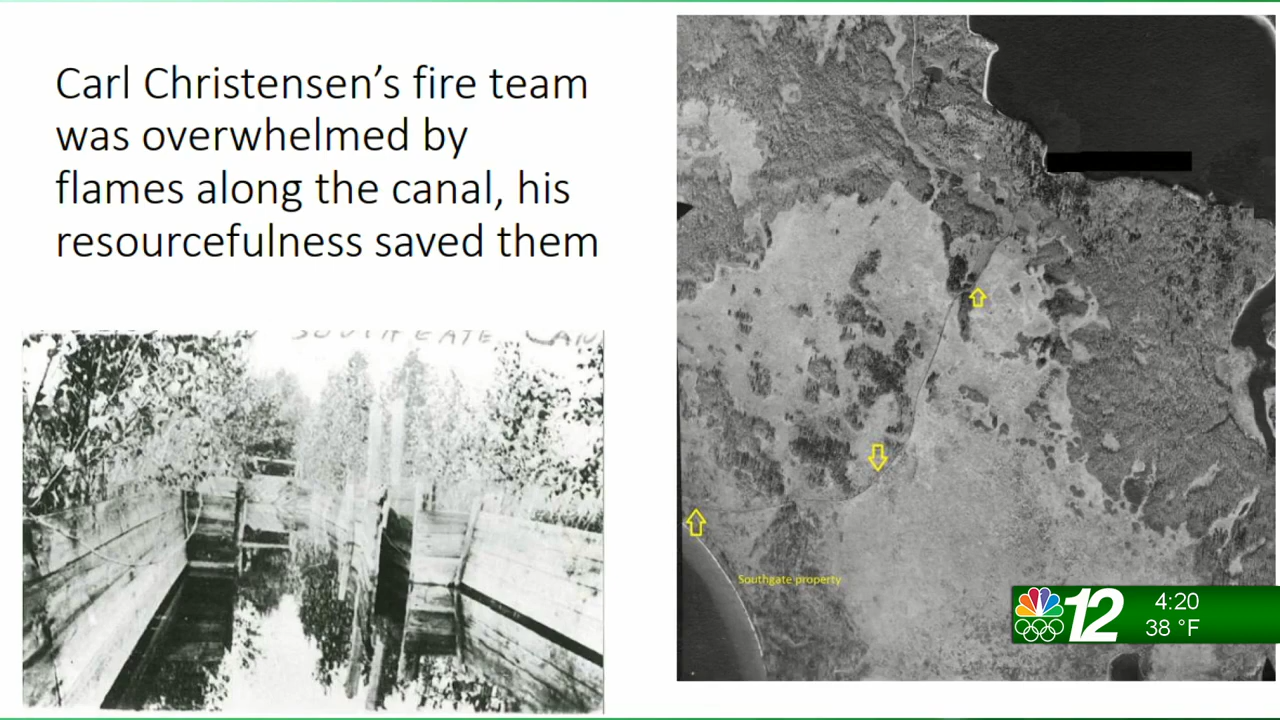 Carl Christensen’s fire team
was overwhelmed by
flames along the canal, his
resourcefulness saved them
SOUTHGATE CAN
Southgate property
12
4:20
38 °F